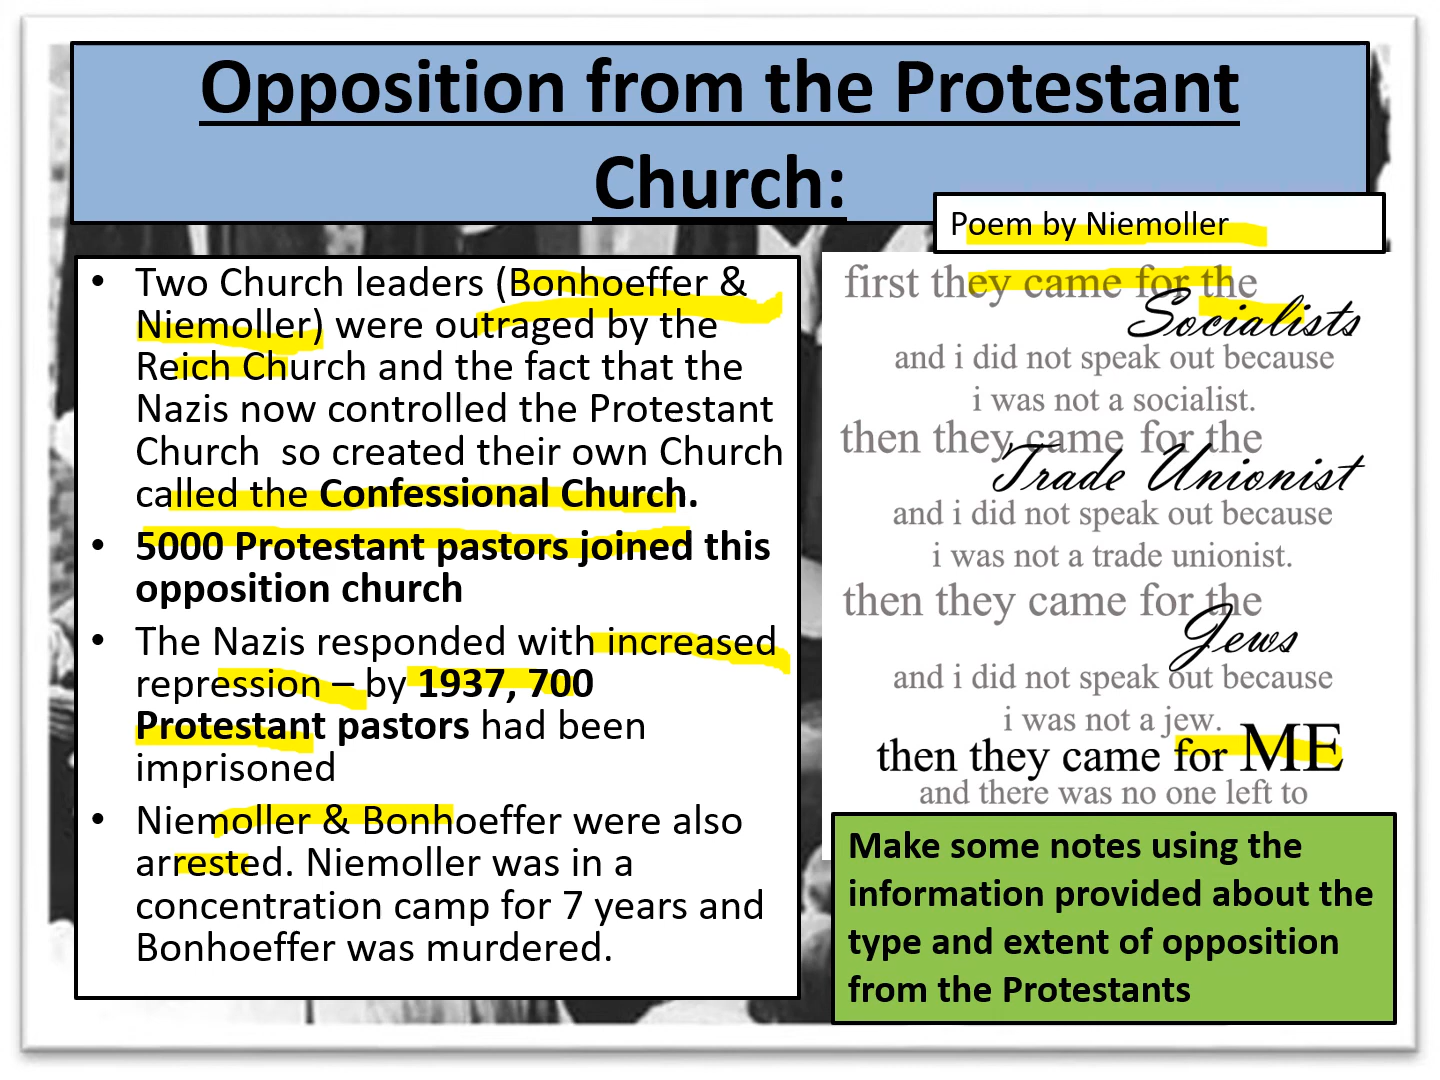 Opposition from the Protestant
Church:
Poem by Niemoller
• Two Church leaders (Bonhoeffer &
Niemoller) were outraged by the
Reich Church and the fact that the
Nazis now controlled the Protestant
Church so created their own Church
called the Confessional Church.
• 5000 Protestant pastors joined this
opposition church
• The Nazis responded with increased
repression – by 1937, 700
Protestant pastors had been
imprisoned
• Niemoller & Bonhoeffer were also
arrested. Niemoller was in a
concentration camp for 7 years and
Bonhoeffer was murdered.
first they came for the
Socialists
and i did not speak out because
i was not a socialist.
then they came for the
Trade Unionist
and i did not speak out because
i was not a trade unionist.
then they came for the
Jews
and i did not speak out because
i was not a jew.
then they came for ME
and there was no one left to
Make some notes using the
information provided about the
type and extent of opposition
from the Protestants